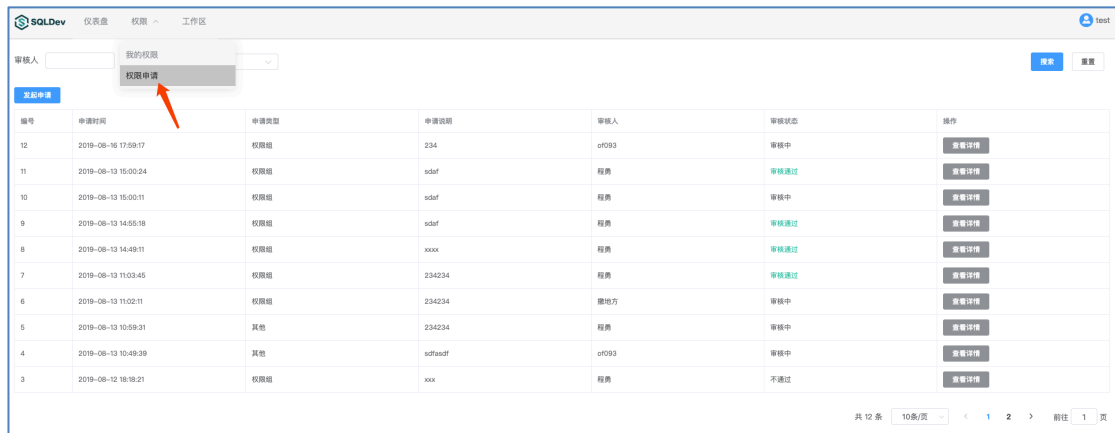 SQLDev 仪表盘 权限 工作区 test
我的权限
审核人
权限申请
搜索 重置
发起申请
编号 申请时间 申请类型 申请说明 审核人 审核状态 操作
12 2019-08-16 17:59:17 权限组 234 of093 审核中 查看详情
11 2019-08-13 15:00:24 权限组 sdaf 程勇 审核通过 查看详情
10 2019-08-13 15:00:11 权限组 sdaf 程勇 审核中 查看详情
9 2019-08-13 14:55:18 权限组 sdaf 程勇 审核通过 查看详情
8 2019-08-13 14:49:11 权限组 xxxx 程勇 审核通过 查看详情
7 2019-08-13 11:03:45 权限组 234234 程勇 审核通过 查看详情
6 2019-08-13 11:02:11 权限组 234234 撒地方 审核中 查看详情
5 2019-08-13 10:59:31 其他 234234 程勇 审核中 查看详情
4 2019-08-13 10:49:39 其他 sdfasdf of093 审核中 查看详情
3 2019-08-12 18:18:21 权限组 xxx 程勇 不通过 查看详情
共 12 条 10条/页 1 2 前往 1 页